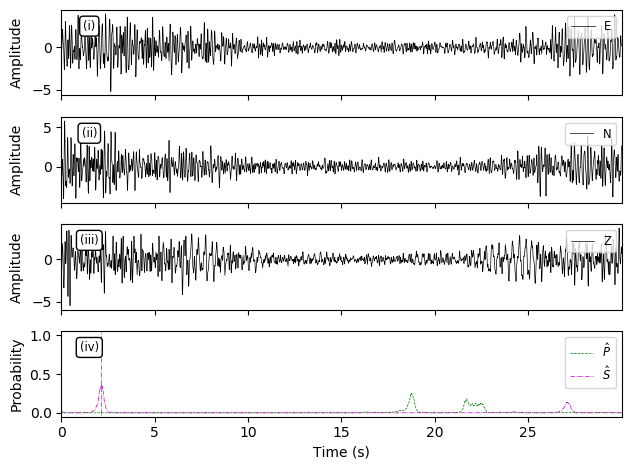 (i)
E
Amplitude
0
−5
(ii)
N
Amplitude
5
0
(iii)
Z
Amplitude
0
−5
(iv)
P̂
Ŝ
Probability
1.0
0.5
0.0
0 5 10 15 20 25
Time (s)